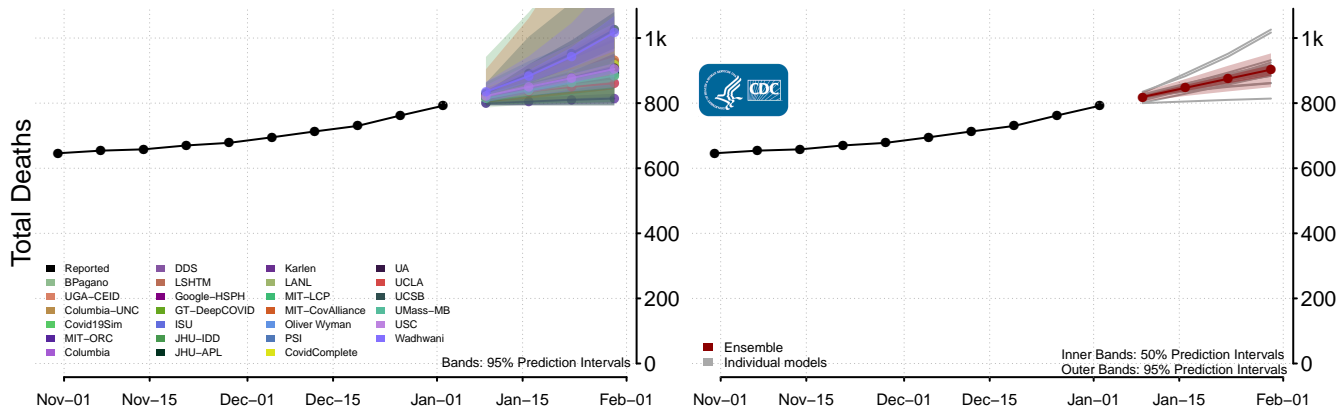 Total Deaths
1k
800
600
400
200
0
Reported
BPagano
UGA−CEID
Columbia−UNC
Covid19Sim
MIT−ORC
Columbia
DDS
LSHTM
Google−HSPH
GT−DeepCOVID
ISU
JHU−IDD
JHU−APL
Karlen
LANL
MIT−LCP
MIT−CovAlliance
Oliver Wyman
PSI
CovidComplete
UA
UCLA
UCSB
UMass−MB
USC
Wadhwani
Bands: 95% Prediction Intervals
Nov−01 Nov−15 Dec−01 Dec−15 Jan−01 Jan−15 Feb−01
CDC
1k
800
600
400
200
0
Ensemble
Individual models
Inner Bands: 50% Prediction Intervals
Outer Bands: 95% Prediction Intervals
Nov−01 Nov−15 Dec−01 Dec−15 Jan−01 Jan−15 Feb−01